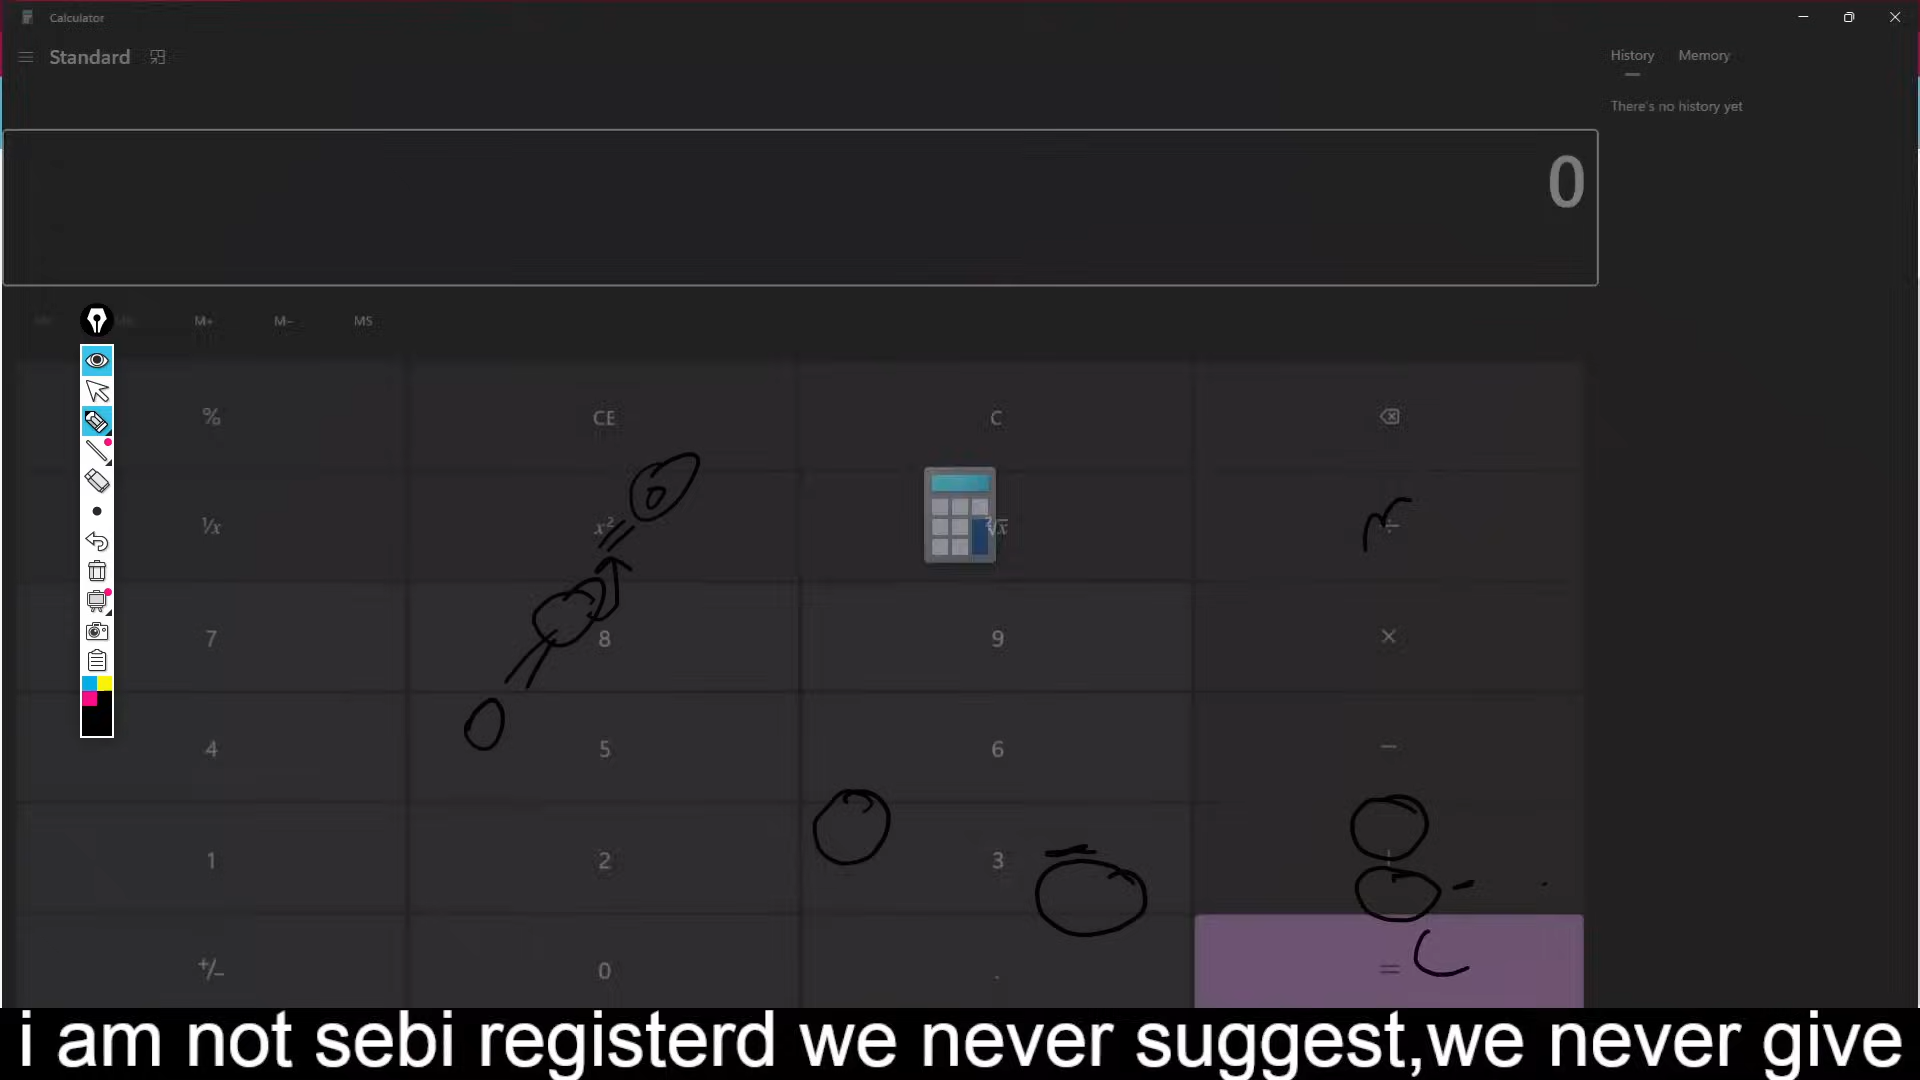 Calculator
Standard
History Memory
There's no history yet
0
M+ M− MS
% CE C
⅟x x² ²√x ÷
7 8 9 ×
4 5 6 −
1 2 3 +
+/− 0 . =
i am not sebi registerd we never suggest,we never give